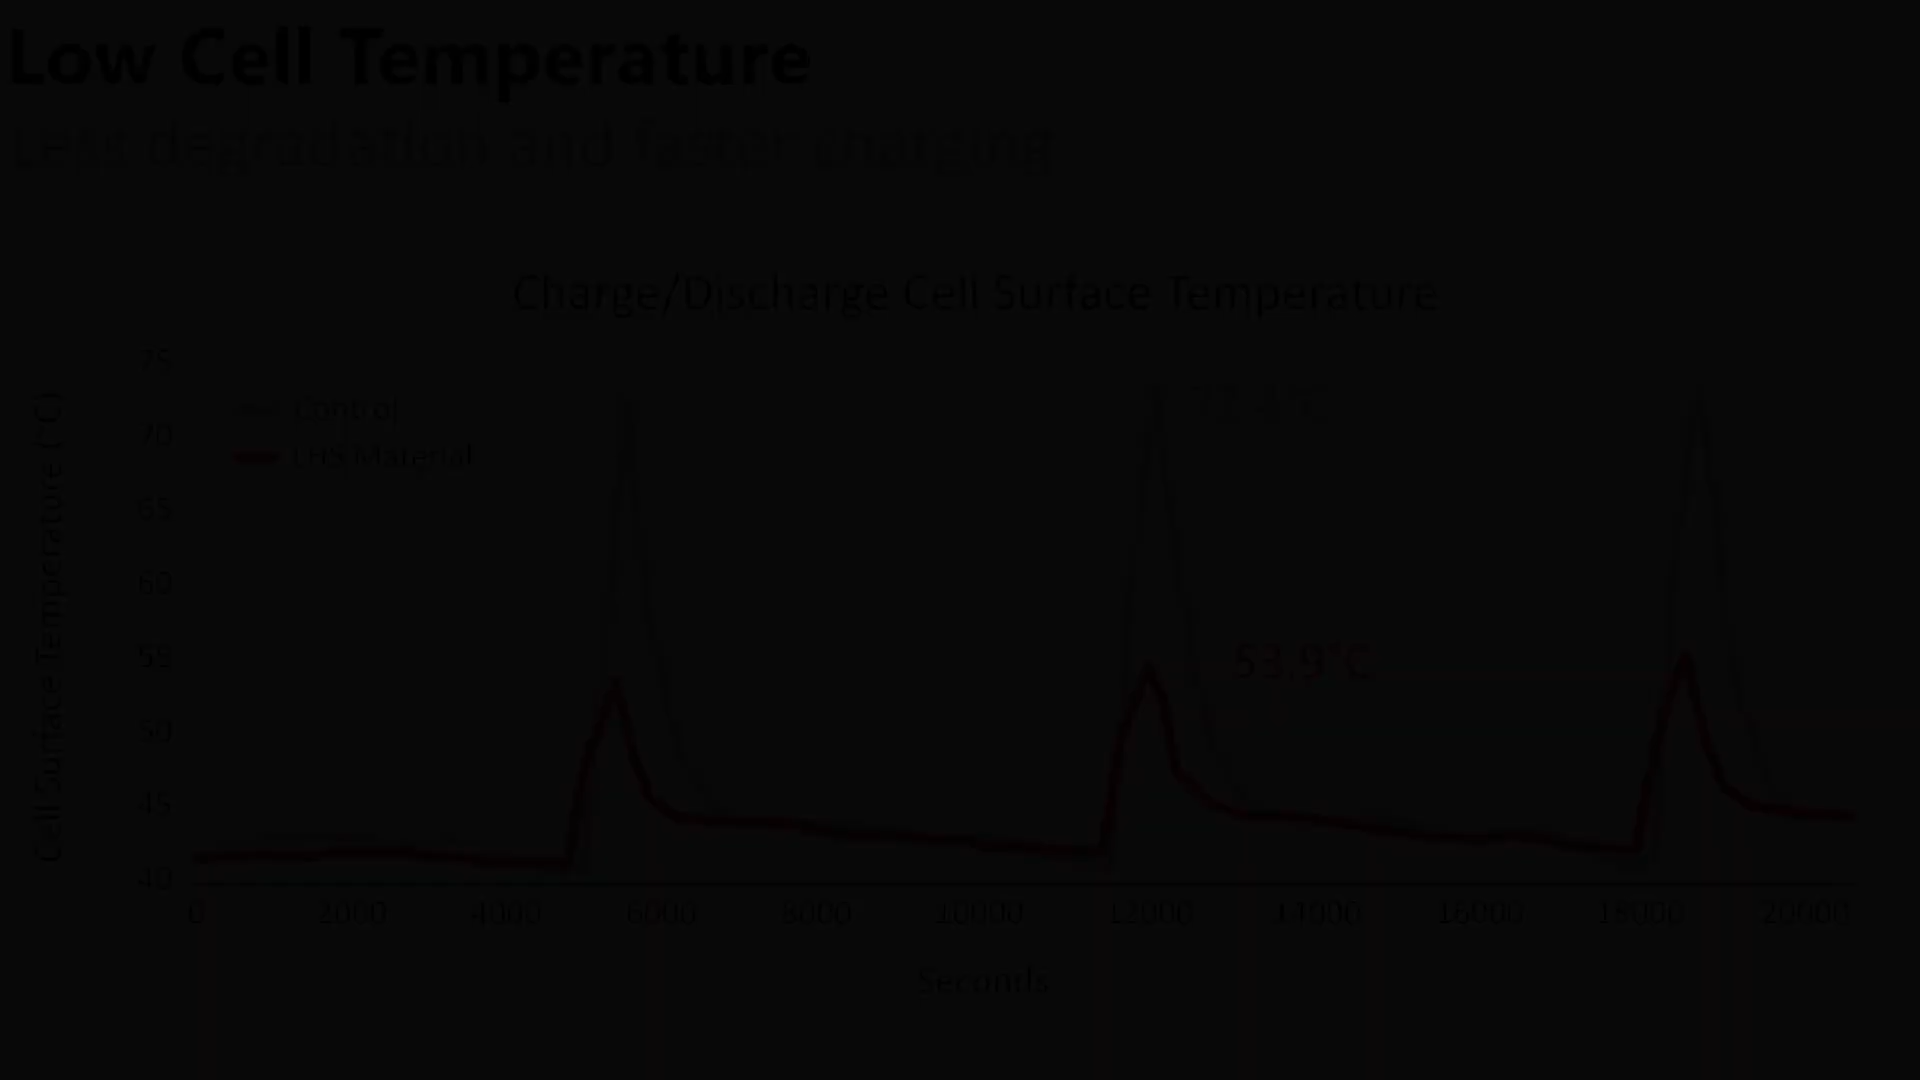 Low Cell Temperature
Less degradation and faster charging
Charge/Discharge Cell Surface Temperature
Cell Surface Temperature (°C)
75
70
65
60
55
50
45
40
Control
LHS Material
53.9°C
0 2000 4000 6000 8000 10000 12000 14000 16000 18000 20000
Seconds